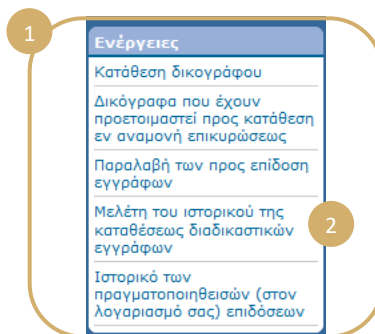 1
Ενέργειες
Κατάθεση δικογράφου
Δικόγραφα που έχουν
προετοιμαστεί προς κατάθεση
εν αναμονή επικυρώσεως
Παραλαβή των προς επίδοση
εγγράφων
Μελέτη του ιστορικού της
καταθέσεως διαδικαστικών
εγγράφων
2
Ιστορικό των
πραγματοποιηθεισών (στον
λογαριασμό σας) επιδόσεων